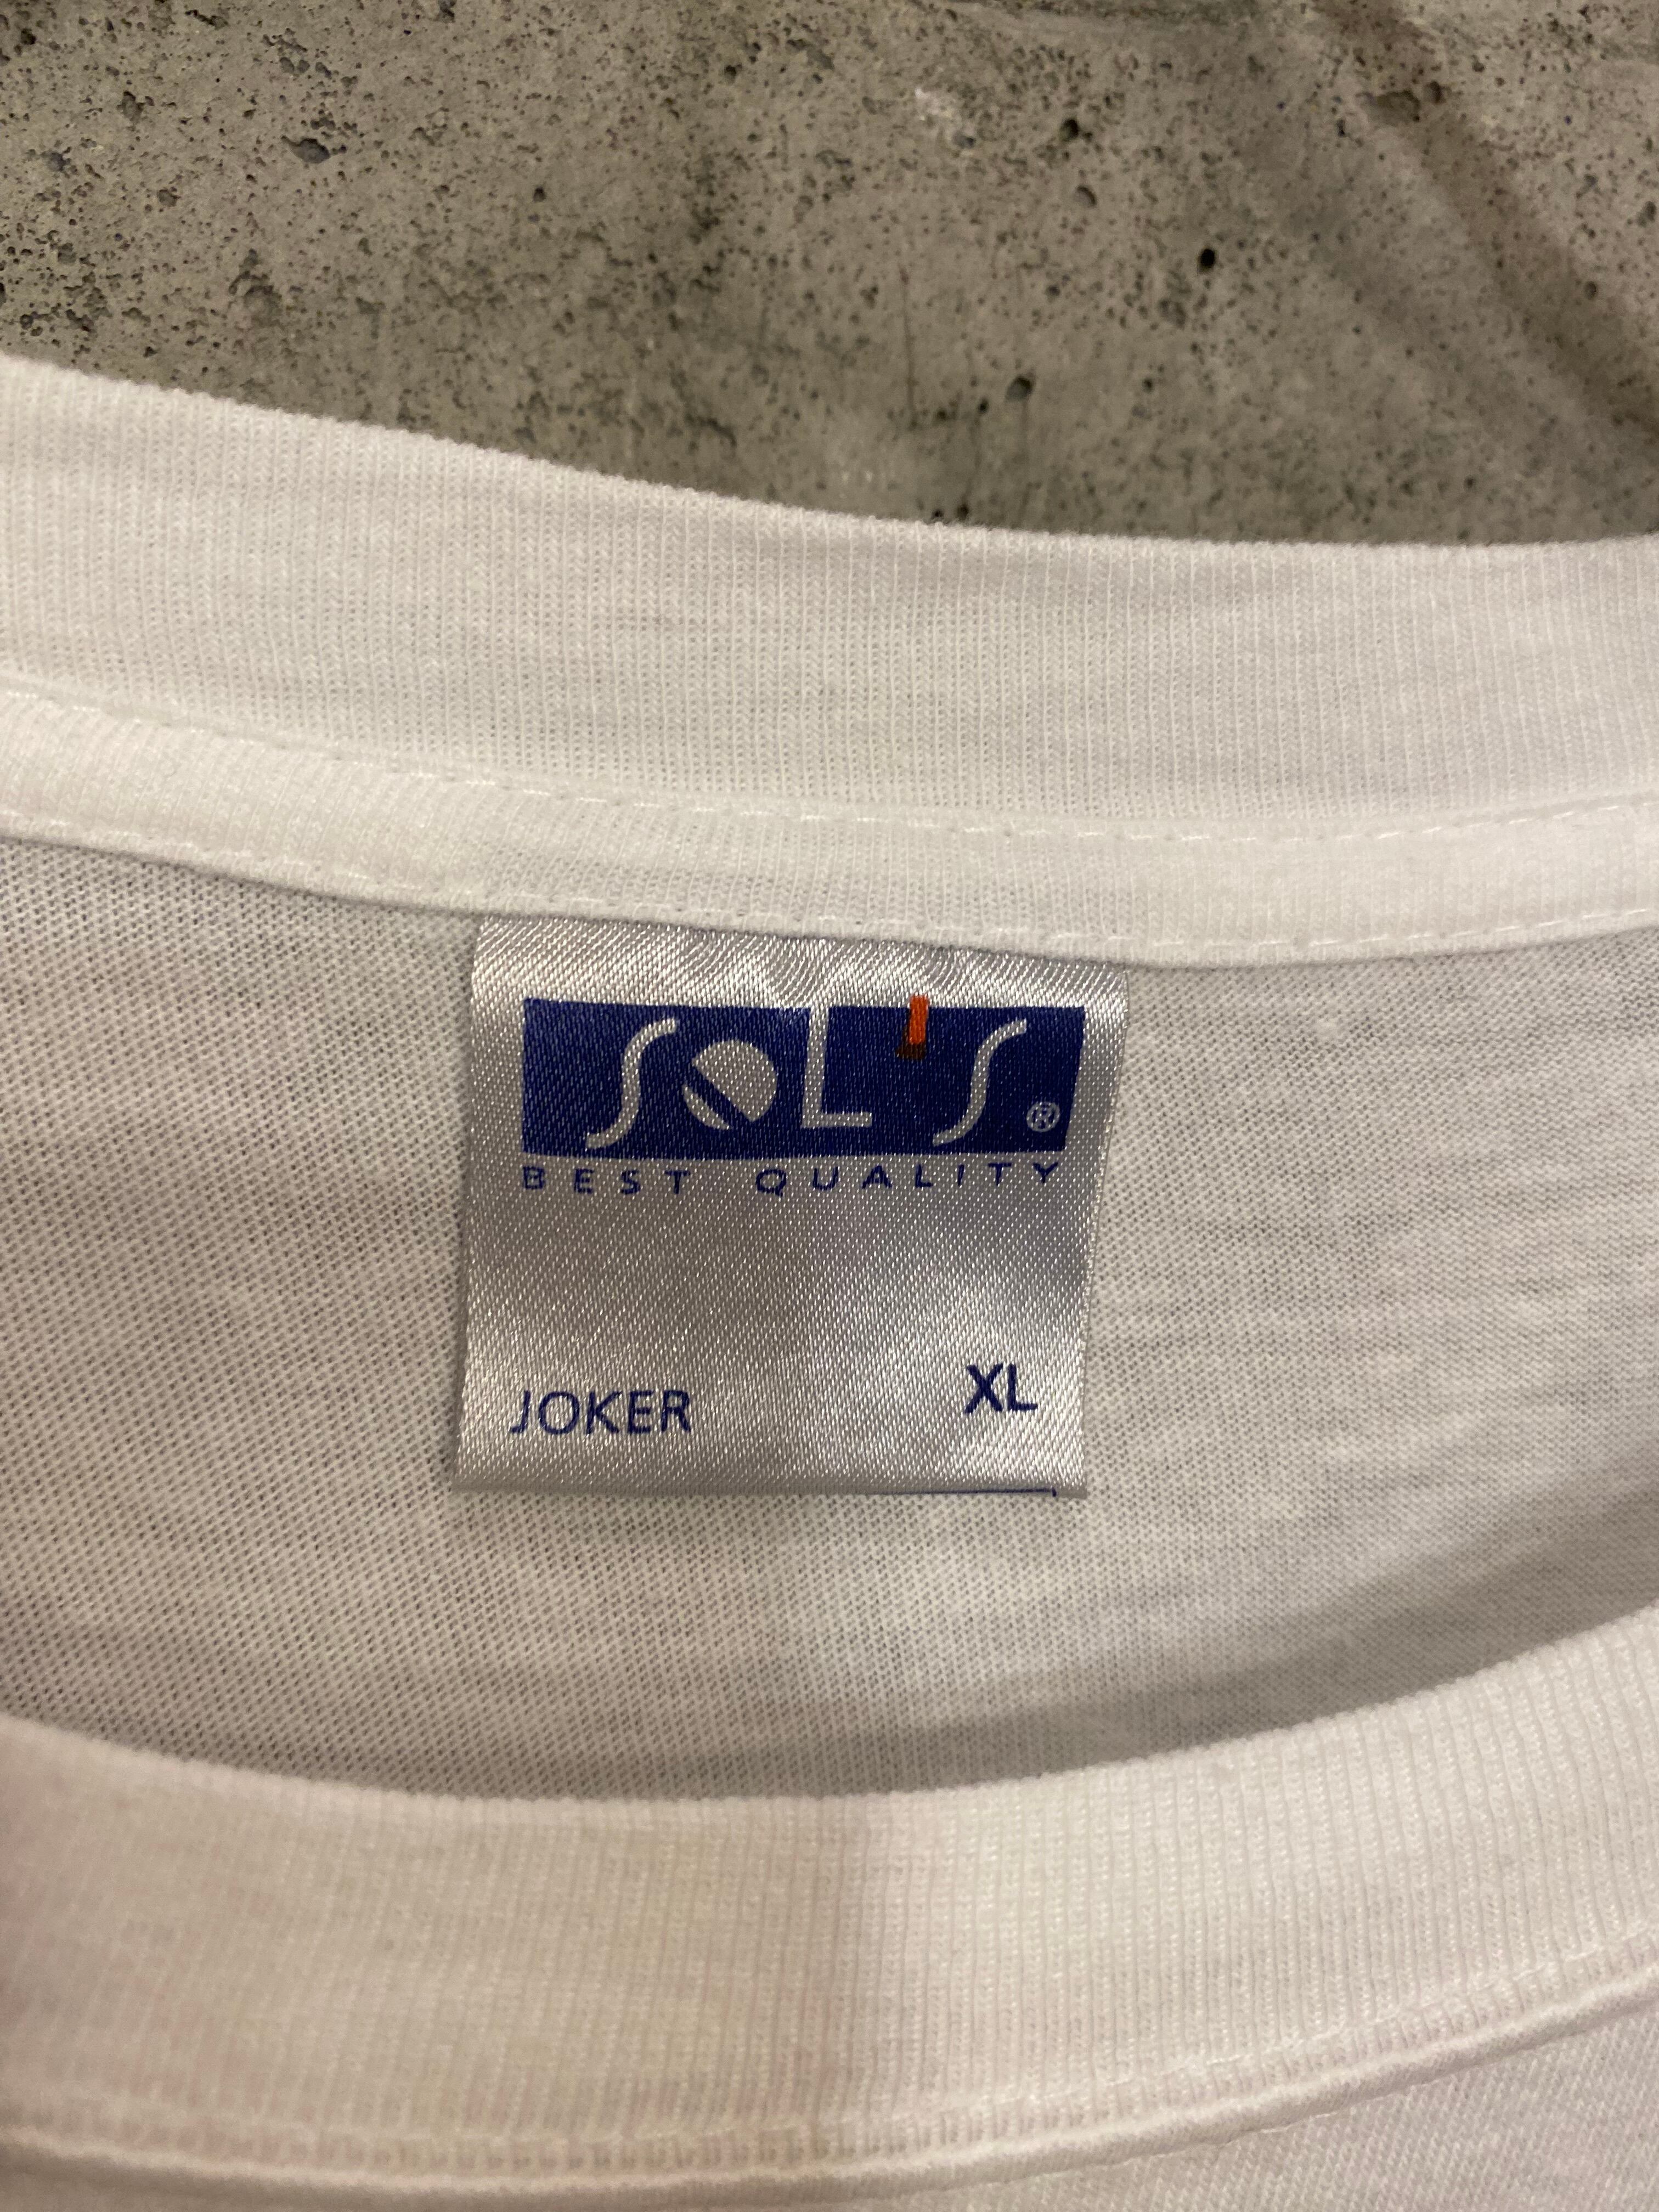 SOL'S ®
BEST QUALITY
JOKER XL